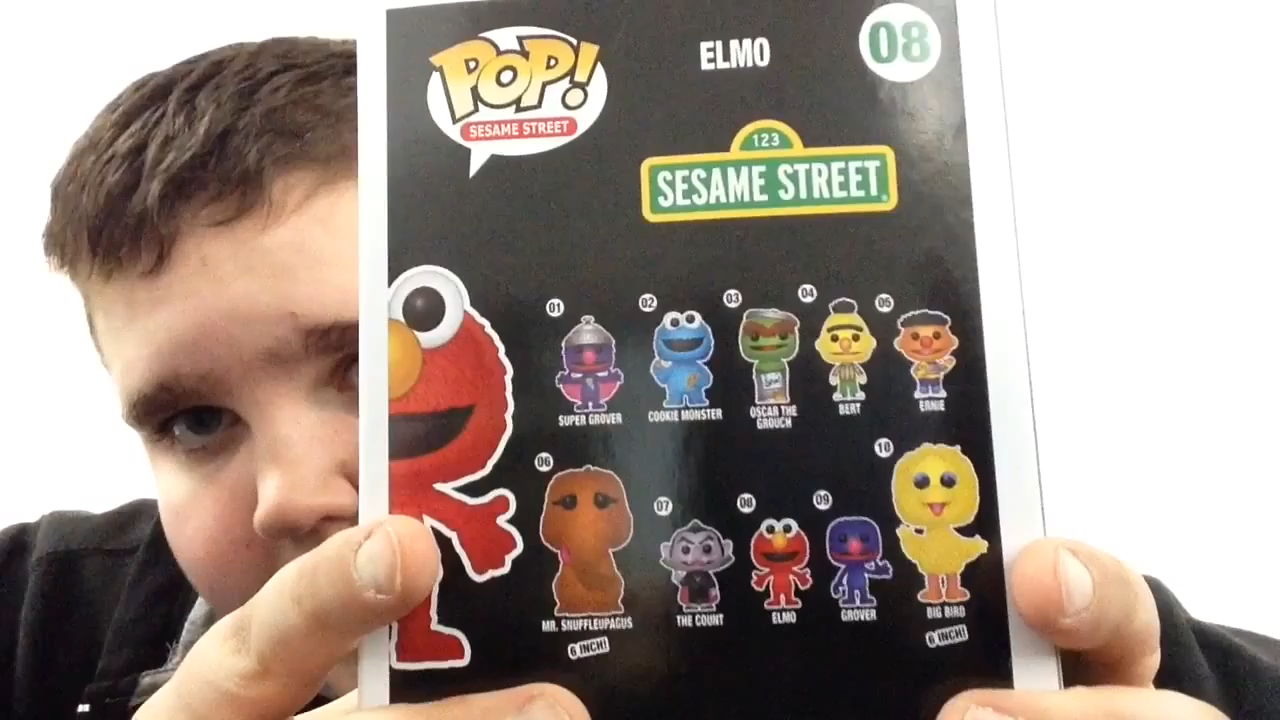 POP!
SESAME STREET
ELMO
08
123
SESAME STREET
01
02
03
04
05
SUPER GROVER
COOKIE MONSTER
OSCAR THE
GROUCH
BERT
ERNIE
06
07
08
09
10
MR. SNUFFLEUPAGUS
6 INCH!
THE COUNT
ELMO
GROVER
BIG BIRD
6 INCH!